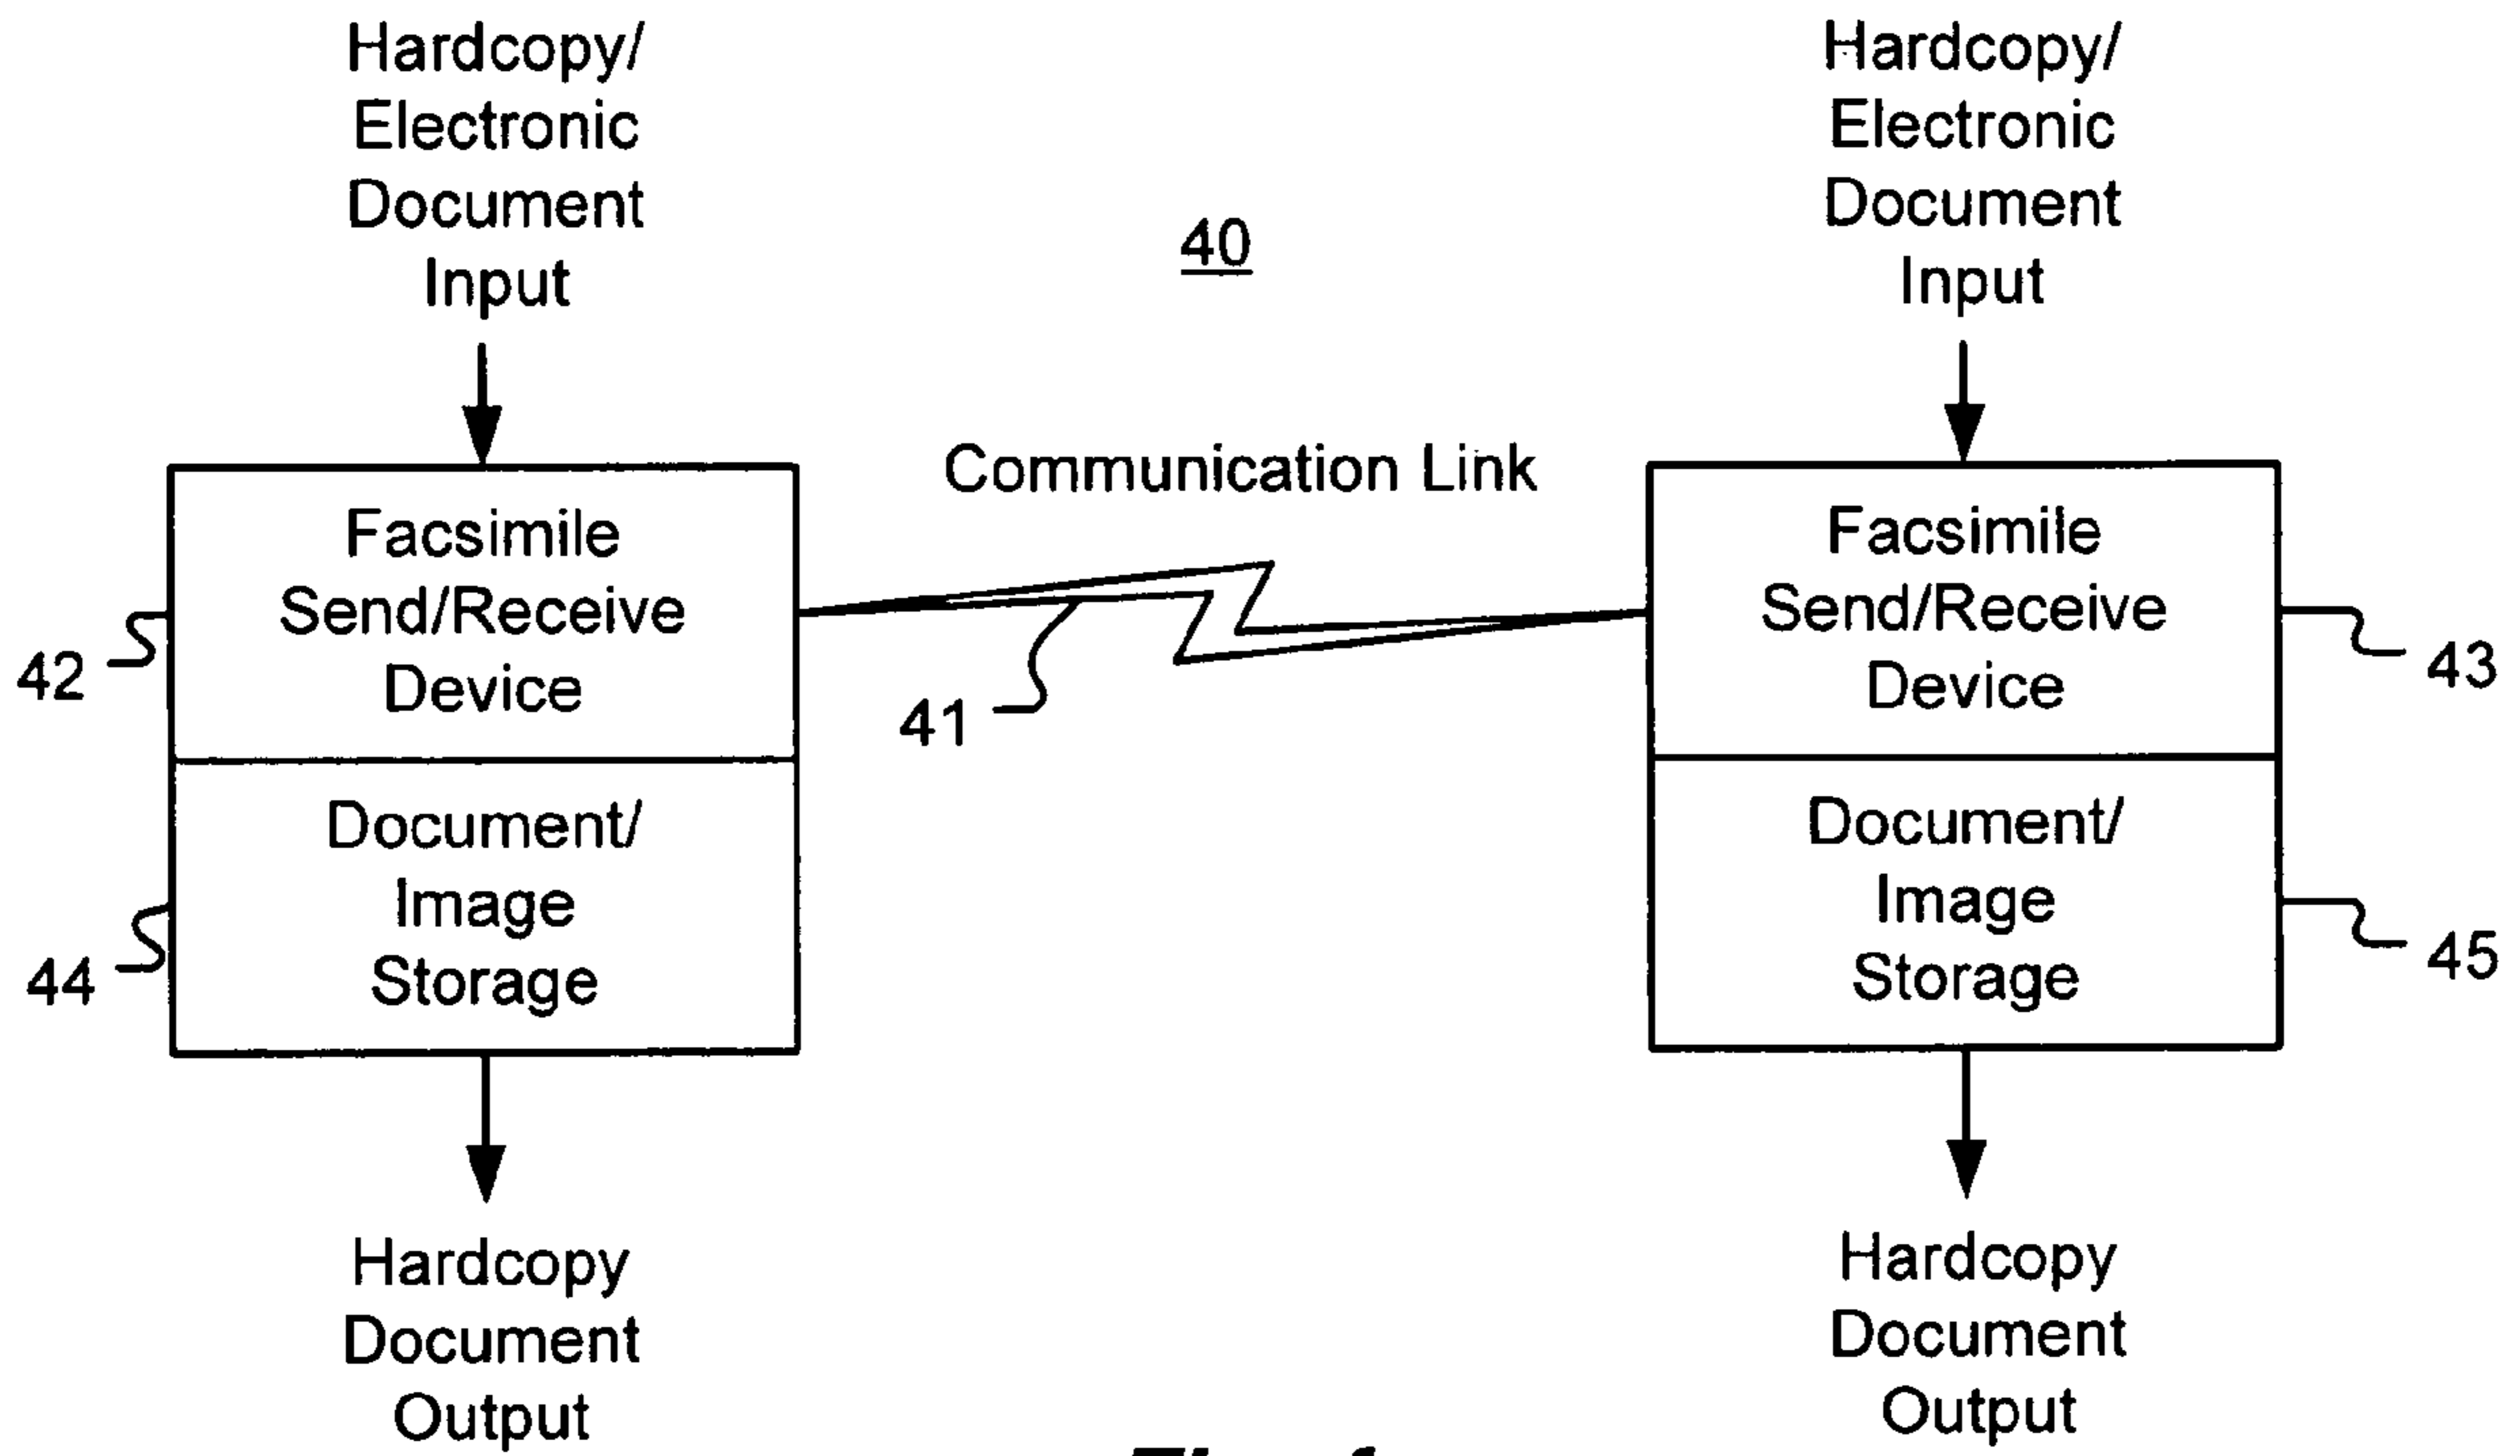 Hardcopy/
Electronic
Document
Input
Hardcopy/
Electronic
Document
Input
40
Communication Link
Facsimile
Send/Receive
Device
Facsimile
Send/Receive
Device
42
41
43
Document/
Image
Storage
Document/
Image
Storage
44
45
Hardcopy
Document
Output
Hardcopy
Document
Output